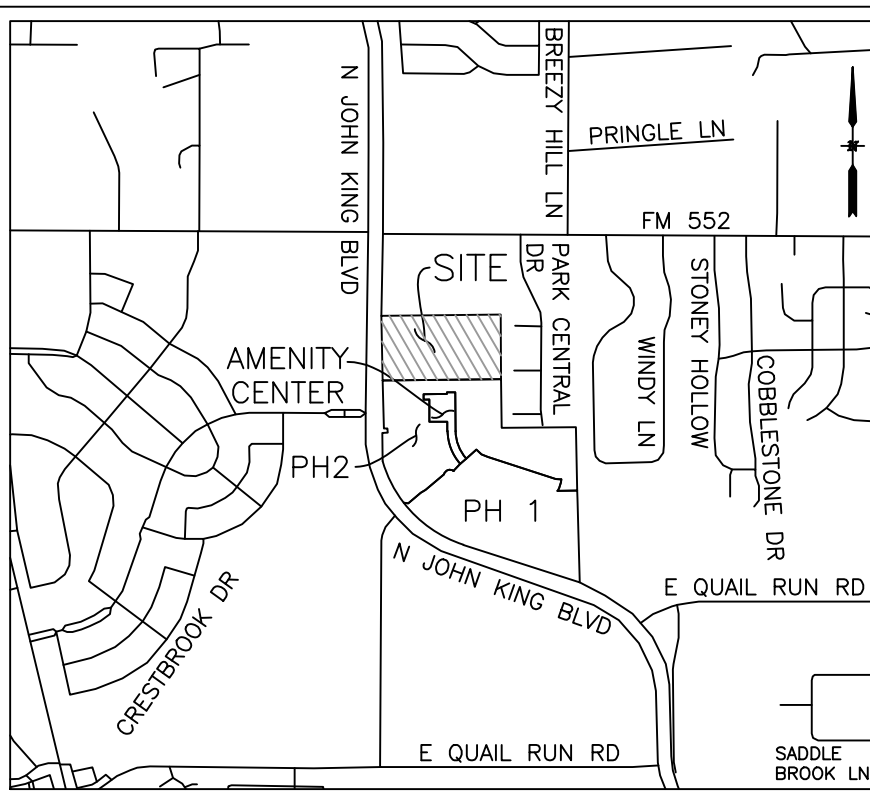 BREEZY HILL LN
N JOHN KING BLVD
PRINGLE LN
N
FM 552
SITE
PARK CENTRAL
DR
STONEY HOLLOW
WINDY LN
AMENITY
CENTER
COBBLESTONE DR
PH2
PH 1
N JOHN KING BLVD
E QUAIL RUN RD
CRESTBROOK DR
E QUAIL RUN RD
SADDLE
BROOK LN